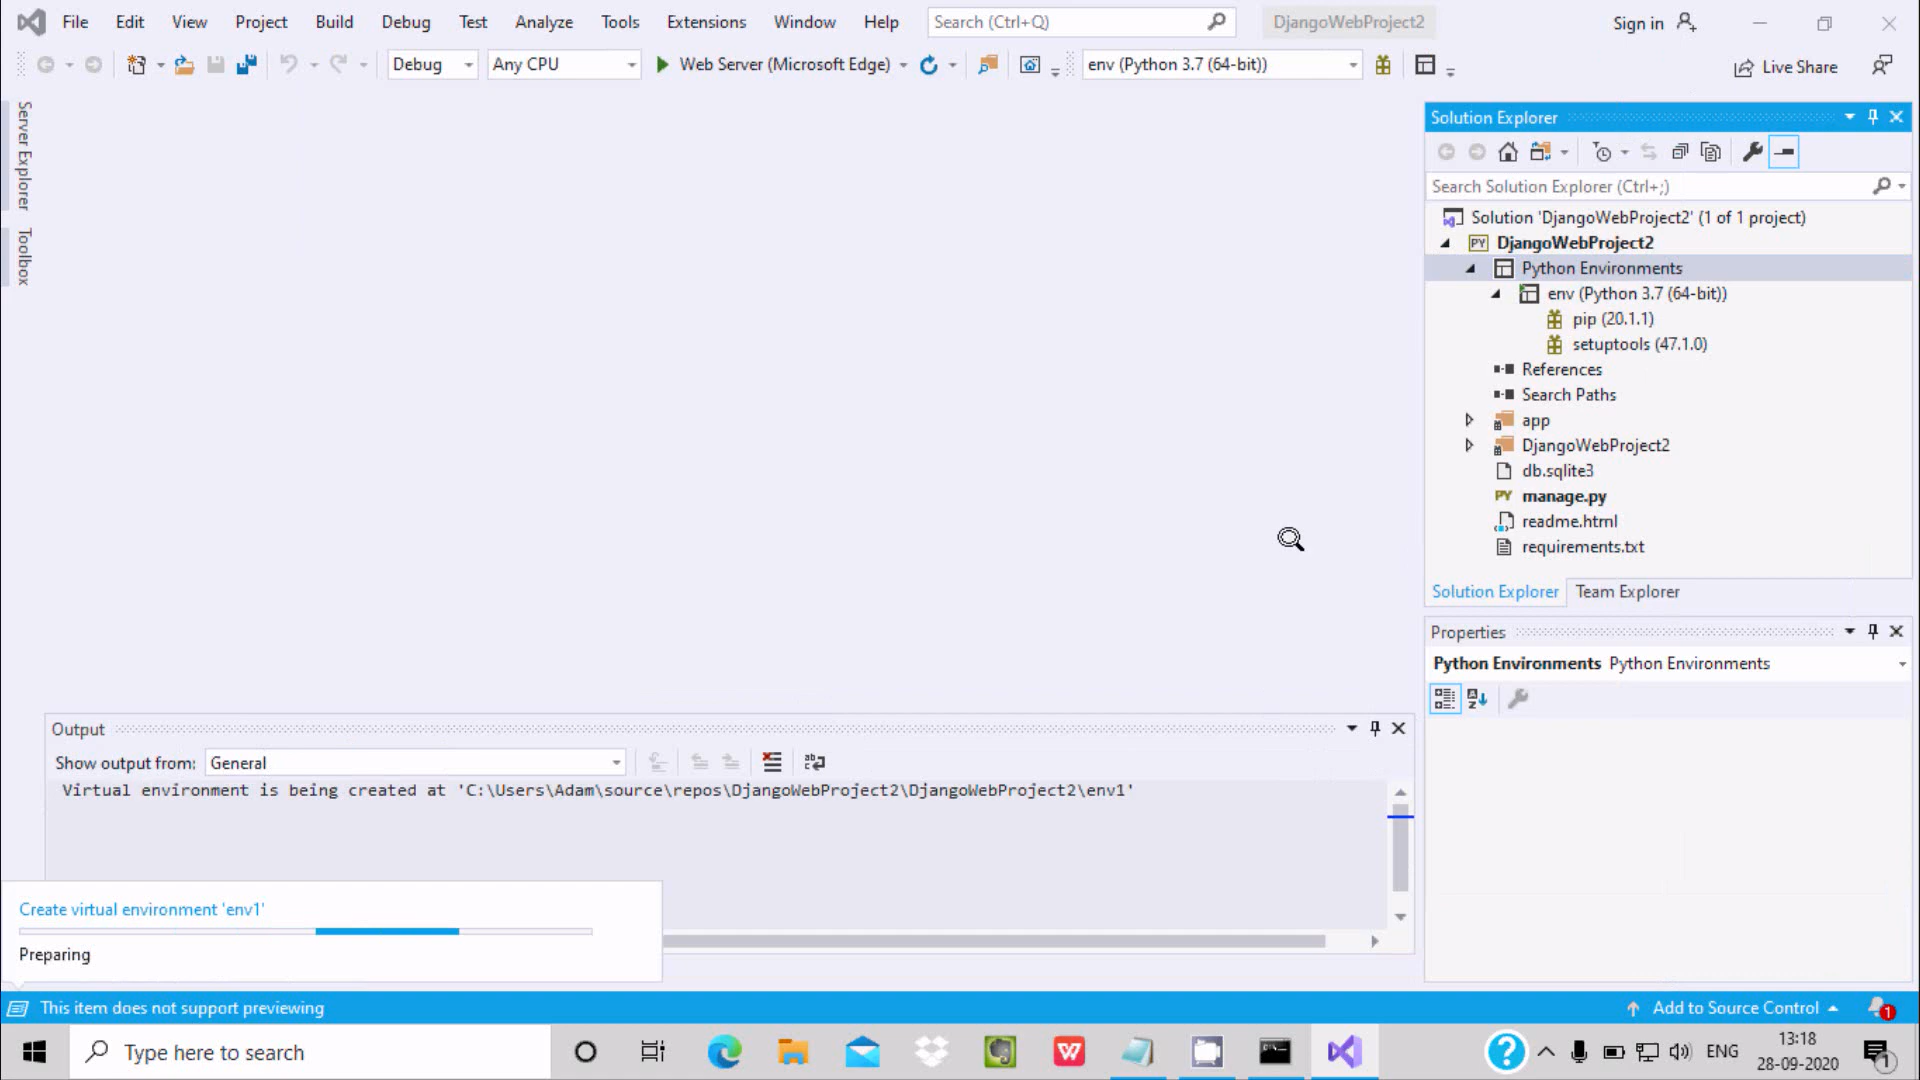 File Edit View Project Build Debug Test Analyze Tools Extensions Window Help Search (Ctrl+Q) DjangoWebProject2 Sign in
Debug Any CPU Web Server (Microsoft Edge) env (Python 3.7 (64-bit)) Live Share
Server Explorer
Toolbox
Solution Explorer
Search Solution Explorer (Ctrl+;)
Solution 'DjangoWebProject2' (1 of 1 project)
PY DjangoWebProject2
Python Environments
env (Python 3.7 (64-bit))
pip (20.1.1)
setuptools (47.1.0)
References
Search Paths
app
DjangoWebProject2
db.sqlite3
PY manage.py
readme.html
requirements.txt
Solution Explorer Team Explorer
Properties
Python Environments Python Environments
Output
Show output from: General
Virtual environment is being created at 'C:\Users\Adam\source\repos\DjangoWebProject2\DjangoWebProject2\env1'
Create virtual environment 'env1'
Preparing
This item does not support previewing
Add to Source Control
1
Type here to search
W
?
ENG
13:18
28-09-2020
1